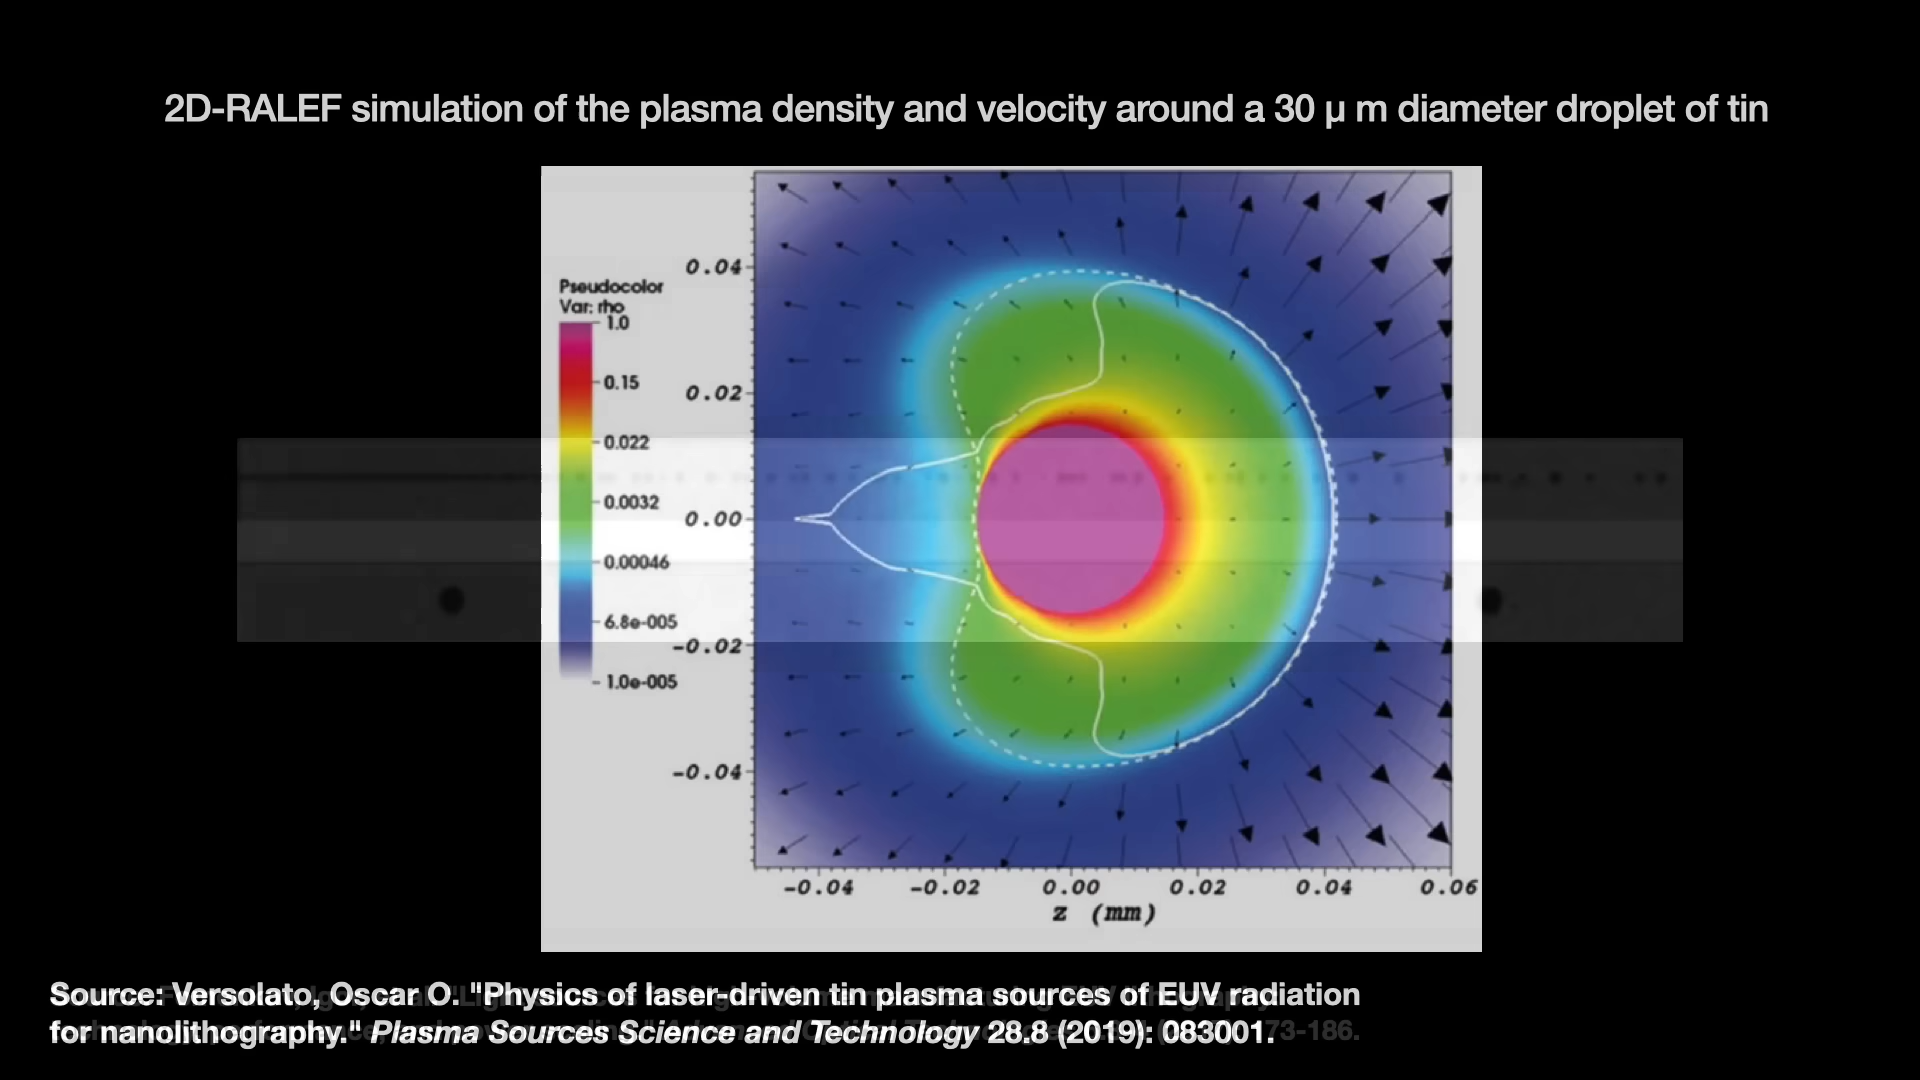 2D-RALEF simulation of the plasma density and velocity around a 30 μ m diameter droplet of tin
Pseudocolor
Var: rho
1.0
0.15
0.022
0.0032
0.00046
6.8e-005
1.0e-005
0.04
0.02
0.00
-0.02
-0.04
-0.04 -0.02 0.00 0.02 0.04 0.06
z (mm)
Source: Versolato, Oscar O. "Physics of laser-driven tin plasma sources of EUV radiation
for nanolithography." Plasma Sources Science and Technology 28.8 (2019): 083001.
73-186.